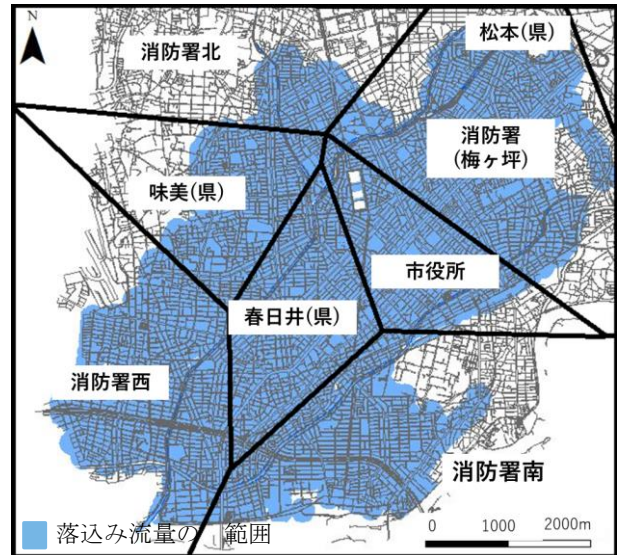 N
消防署北
松本(県)
消防署
(梅ヶ坪)
味美(県)
市役所
春日井(県)
消防署西
消防署南
落込み流量の 範囲
0 1000 2000m